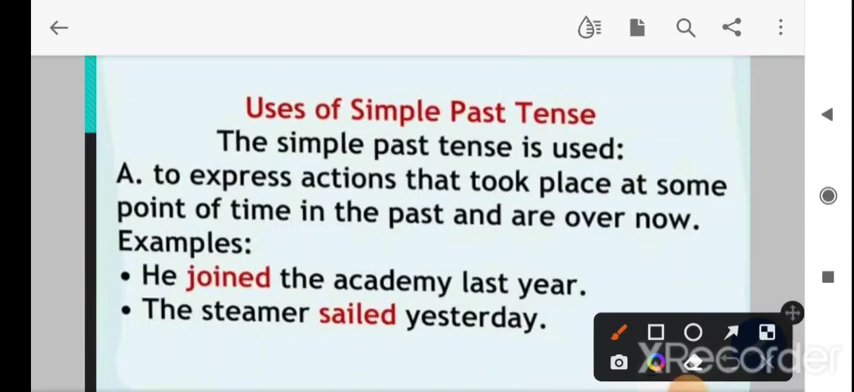 Uses of Simple Past Tense
The simple past tense is used:
A. to express actions that took place at some
point of time in the past and are over now.
Examples:
• He joined the academy last year.
• The steamer sailed yesterday.
XRecorder